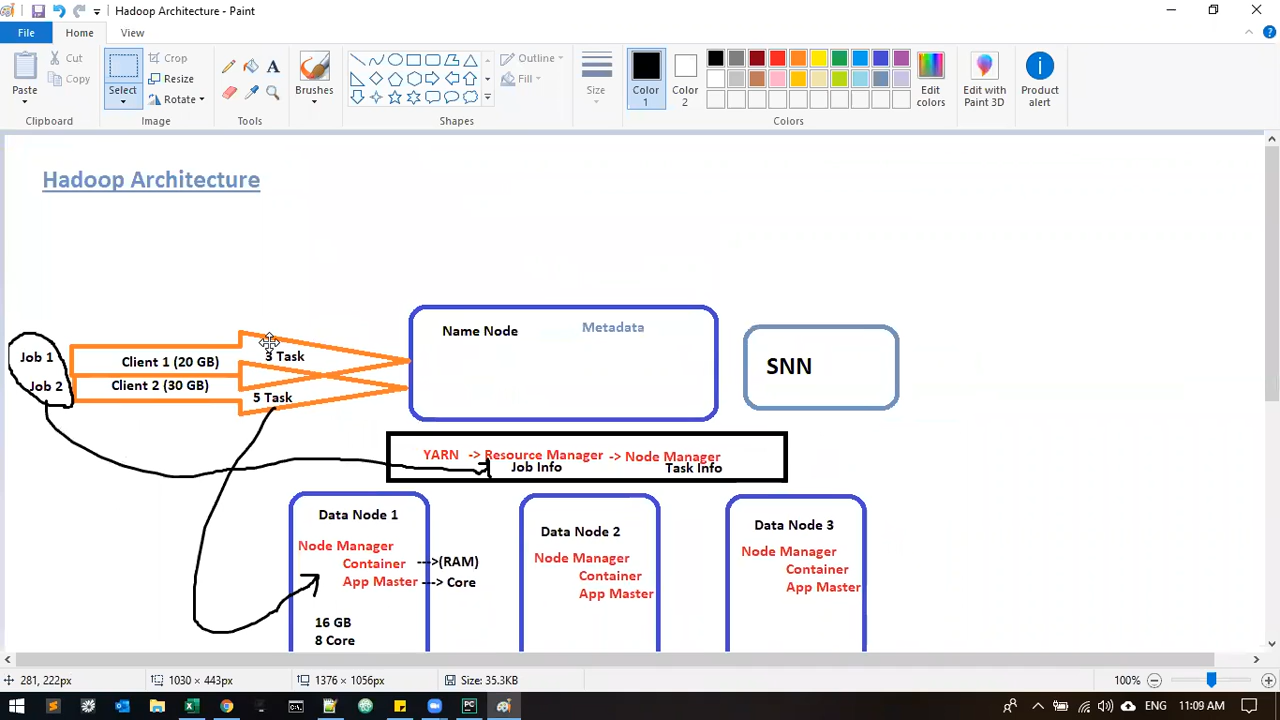 Hadoop Architecture - Paint
File
Home
View
Paste
Cut
Copy
Clipboard
Select
Crop
Resize
Rotate
Image
A
Tools
Brushes
Outline
Fill
Shapes
Size
Color 1
Color 2
Edit colors
Colors
Edit with Paint 3D
Product alert
Hadoop Architecture
Job 1
Client 1 (20 GB)
3 Task
Job 2
Client 2 (30 GB)
5 Task
Name Node
Metadata
SNN
YARN -> Resource Manager -> Node Manager
Job Info
Task Info
Data Node 1
Node Manager
Container --->(RAM)
App Master ---> Core
16 GB
8 Core
Data Node 2
Node Manager
Container
App Master
Data Node 3
Node Manager
Container
App Master
281, 222px
1030 × 443px
1376 × 1056px
Size: 35.3KB
100%
ENG
11:09 AM